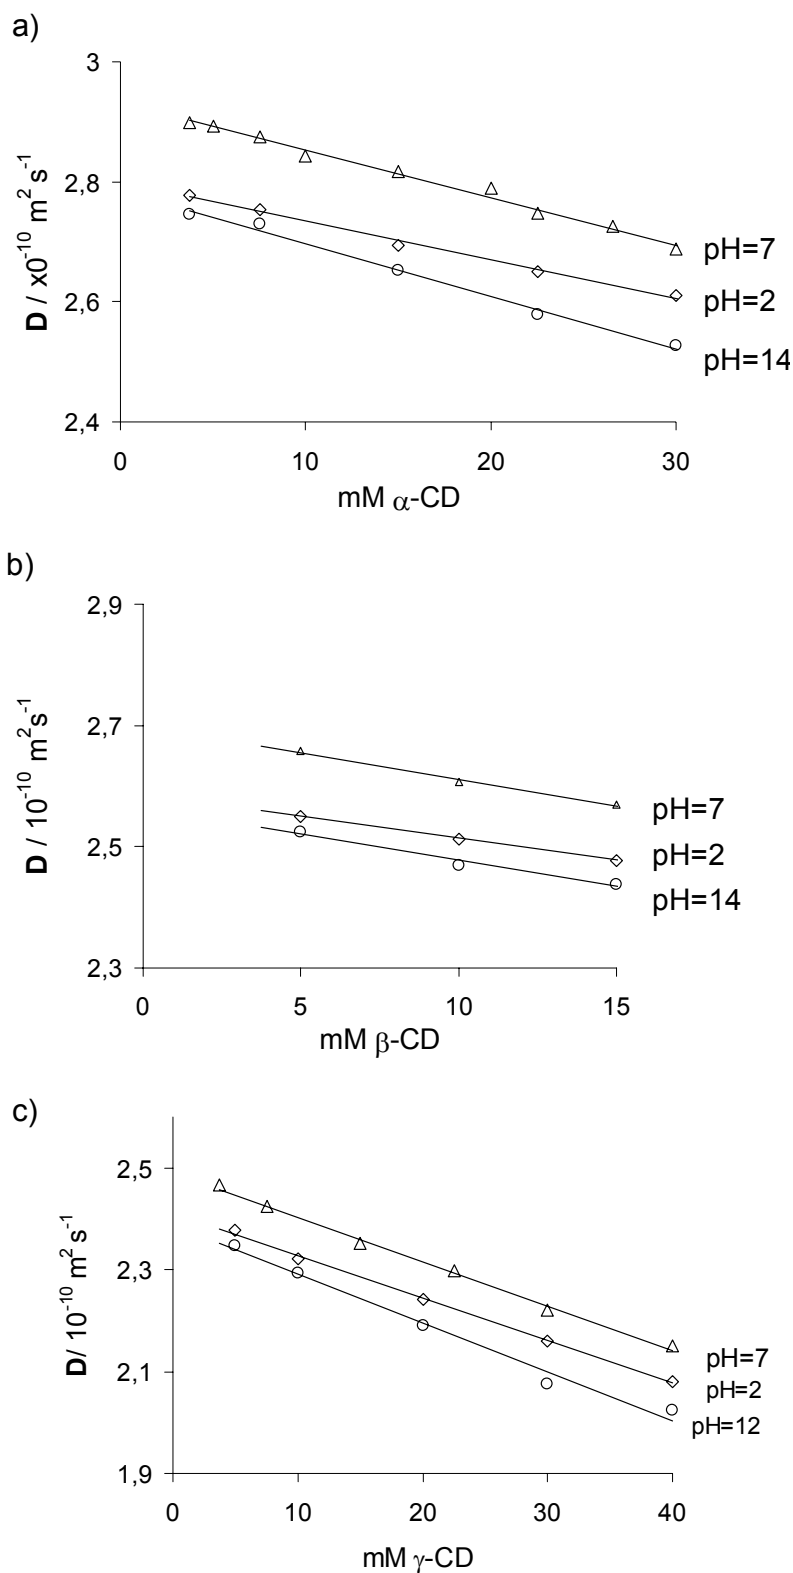 a)
3
2,8
2,6
2,4
D / x0⁻¹⁰ m² s⁻¹
0
10
20
30
mM α-CD
pH=7
pH=2
pH=14
b)
2,9
2,7
2,5
2,3
D / 10⁻¹⁰ m²s⁻¹
0
5
10
15
mM β-CD
pH=7
pH=2
pH=14
c)
2,5
2,3
2,1
1,9
D/ 10⁻¹⁰ m² s⁻¹
0
10
20
30
40
mM γ-CD
pH=7
pH=2
pH=12